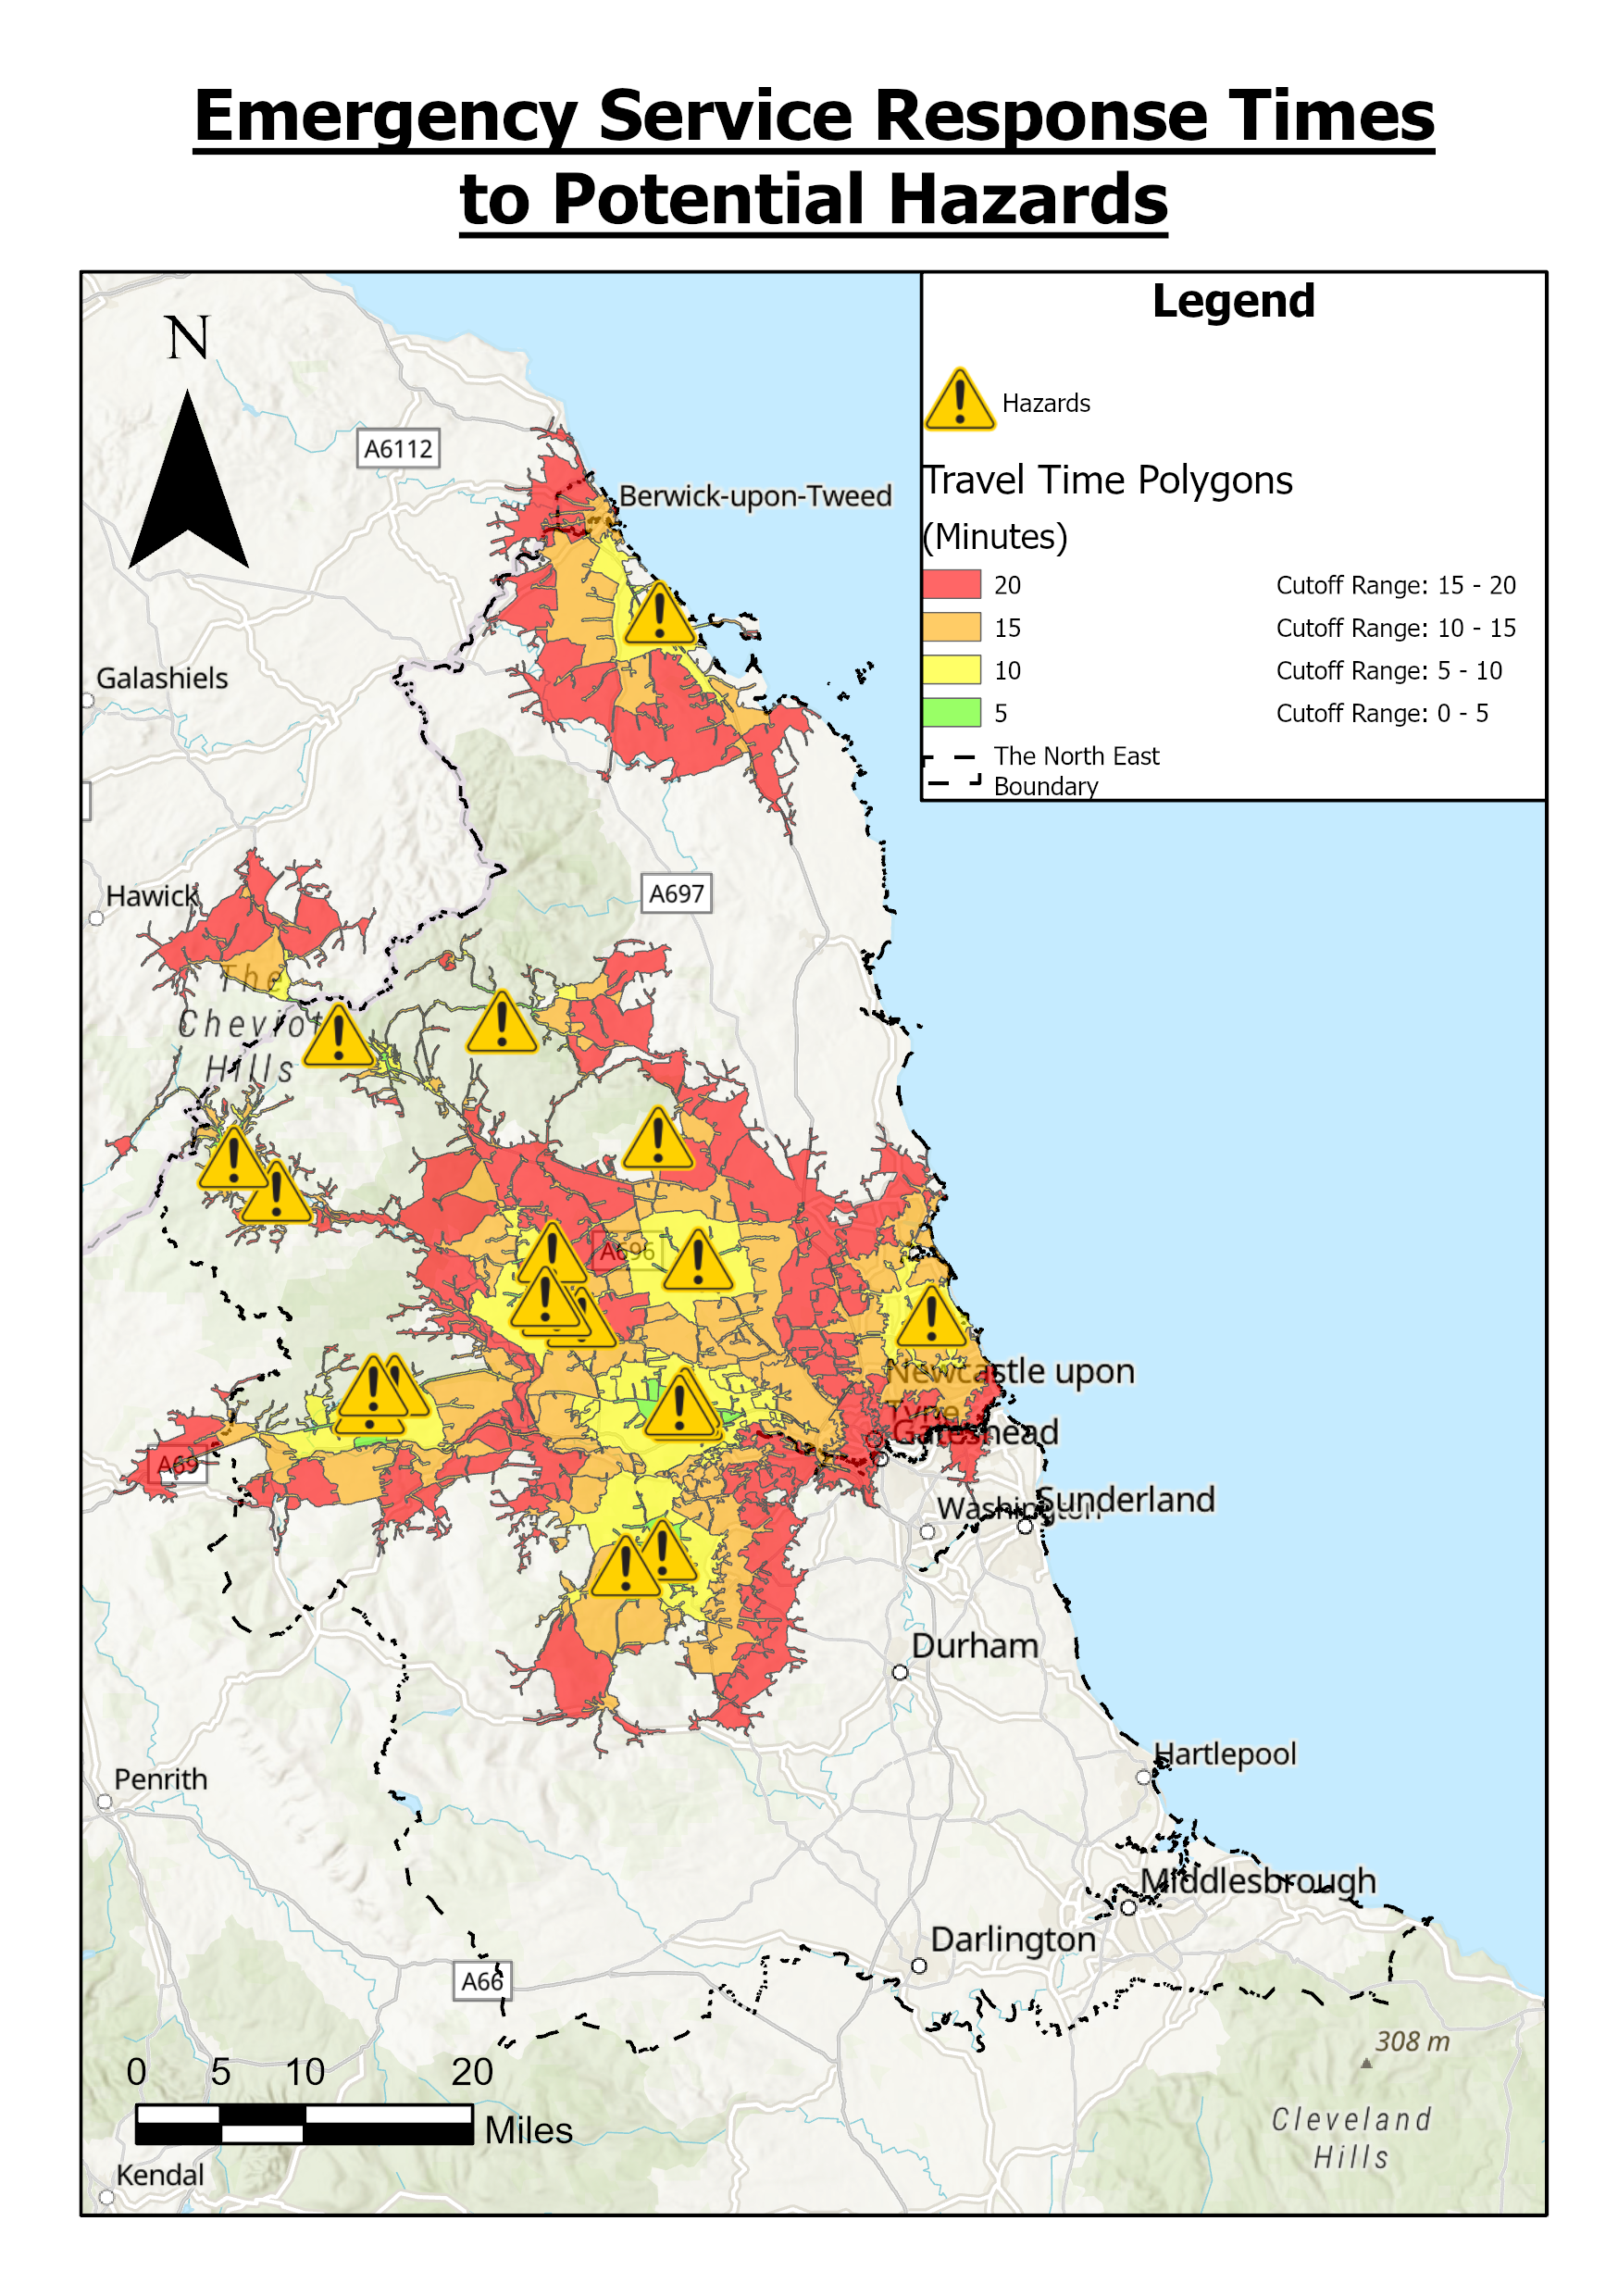 Emergency Service Response Times
to Potential Hazards
N
Legend
Hazards
Travel Time Polygons
(Minutes)
20 Cutoff Range: 15 - 20
15 Cutoff Range: 10 - 15
10 Cutoff Range: 5 - 10
5 Cutoff Range: 0 - 5
The North East
Boundary
A6112
Berwick-upon-Tweed
Galashiels
Hawick
A697
The
Cheviot
Hills
A696
Newcastle upon
Tyne
Gateshead
A69
Washington
Sunderland
Durham
Hartlepool
Penrith
Middlesbrough
Darlington
A66
308 m
0 5 10 20
Miles
Cleveland
Hills
Kendal